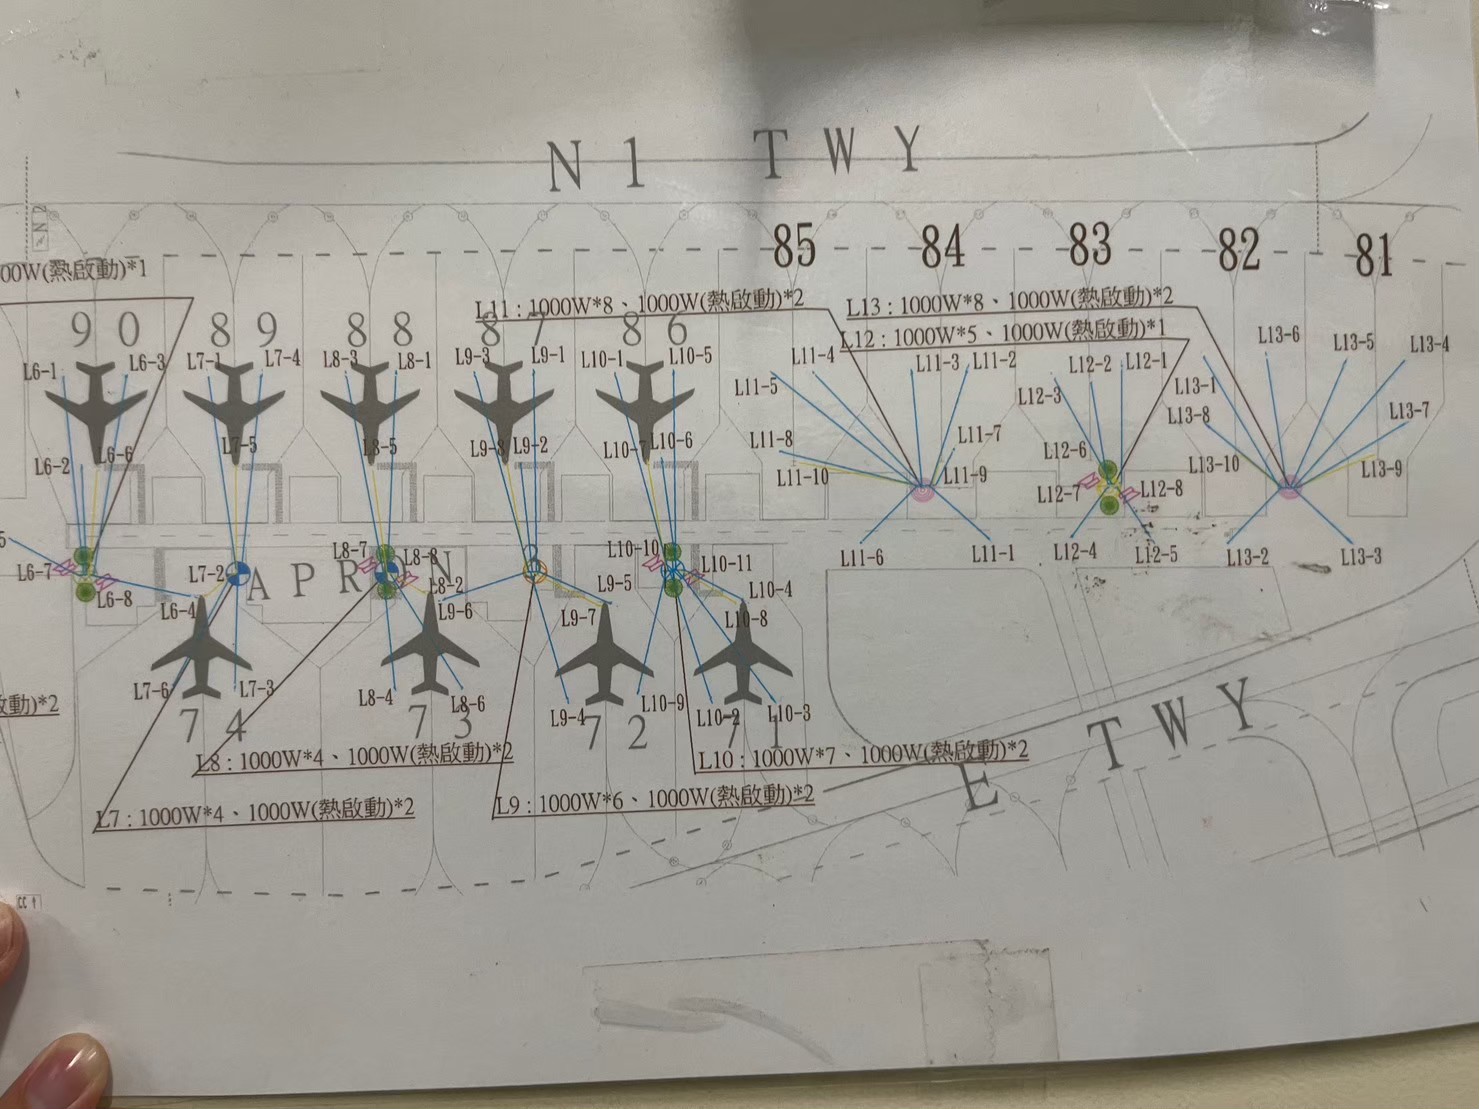 N1 TWY
N2
85 84 83 82 81
00W(熱啟動)*1
L11 : 1000W*8、1000W(熱啟動)*2
L13 : 1000W*8、1000W(熱啟動)*2
90 89 88 87 86
L12 : 1000W*5、1000W(熱啟動)*1
L6-1 L6-3 L7-1 L7-4 L8-3 L8-1 L9-3 L9-1 L10-1 L10-5
L11-5 L11-4 L11-3 L11-2 L12-3 L12-2 L12-1 L13-1 L13-6 L13-5 L13-4
L13-8 L13-7
L6-2 L6-6 L7-5 L8-5 L9-8 L9-2 L10-7 L10-6
L11-8 L11-7 L12-6
L11-10 L11-9 L12-7 L12-8 L13-10 L13-9
L6-7 L8-7 L8-8 L10-10 L10-11
L11-6 L11-1 L12-4 L12-5 L13-2 L13-3
L6-8 L7-2 APRON L8-2 L9-5 L10-4
L6-4 L9-6 L9-7 L10-8
L7-6 L7-3 L8-4 L8-6 L9-4 L10-9 L10-2 L10-3
動)*2
74 73 72 71
E TWY
L8 : 1000W*4、1000W(熱啟動)*2
L10 : 1000W*7、1000W(熱啟動)*2
L7 : 1000W*4、1000W(熱啟動)*2
L9 : 1000W*6、1000W(熱啟動)*2